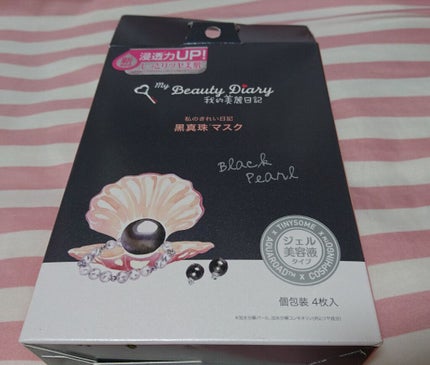 浸透力UP!
My Beauty Diary
我的美麗日記
私のきれい日記
黒真珠 マスク
Black
Pearl
TINYSOME
AQUAROAD™ × COSPHINGO
ジェル
美容液
タイプ
個包装 4枚入